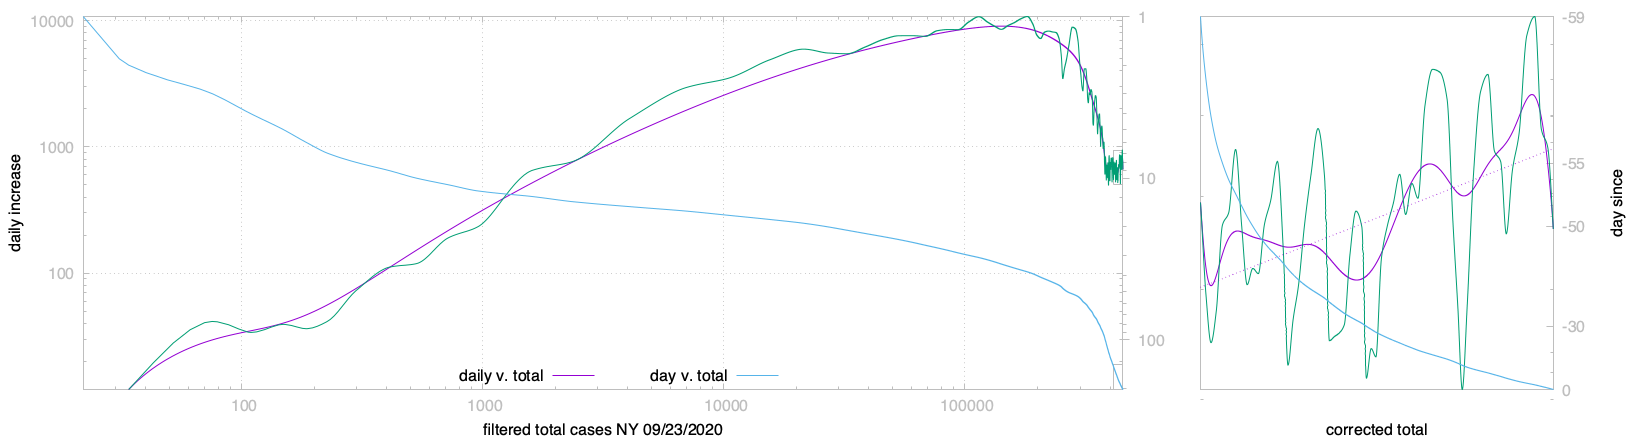 10000
1000
100
daily increase
100
1000
10000
100000
filtered total cases NY 09/23/2020
daily v. total
day v. total
1
10
100
corrected total
-59
-55
-50
-30
0
day since